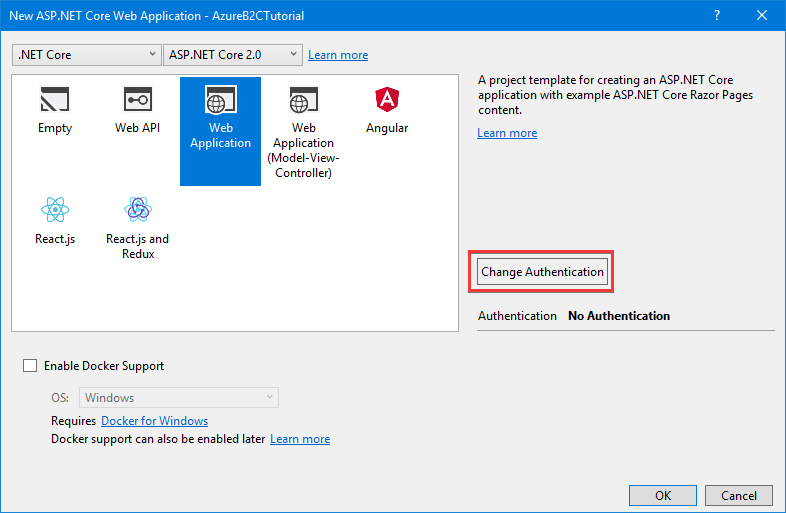 New ASP.NET Core Web Application - AzureB2CTutorial
.NET Core
ASP.NET Core 2.0
Learn more
Empty
Web API
Web
Application
Web
Application
(Model-View-
Controller)
Angular
React.js
React.js and
Redux
A project template for creating an ASP.NET Core
application with example ASP.NET Core Razor Pages
content.
Learn more
Change Authentication
Authentication No Authentication
Enable Docker Support
OS: Windows
Requires Docker for Windows
Docker support can also be enabled later Learn more
OK
Cancel